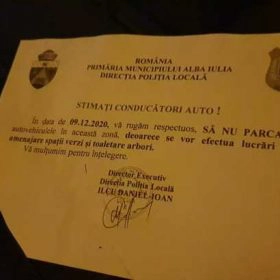 ROMÂNIA
PRIMĂRIA MUNICIPIULUI ALBA IULIA
DIRECȚIA POLIȚIA LOCALĂ
STIMAȚI CONDUCĂTORI AUTO !
În data de 09.12.2020, vă rugăm respectuos, SĂ NU PARCA
autovehiculele în această zonă, deoarece se vor efectua lucrări
amenajare spații verzi și toaletare arbori.
Vă mulțumim pentru înțelegere.
Director Executiv
Direcția Poliția Locală
ILCU DANIEL-IOAN